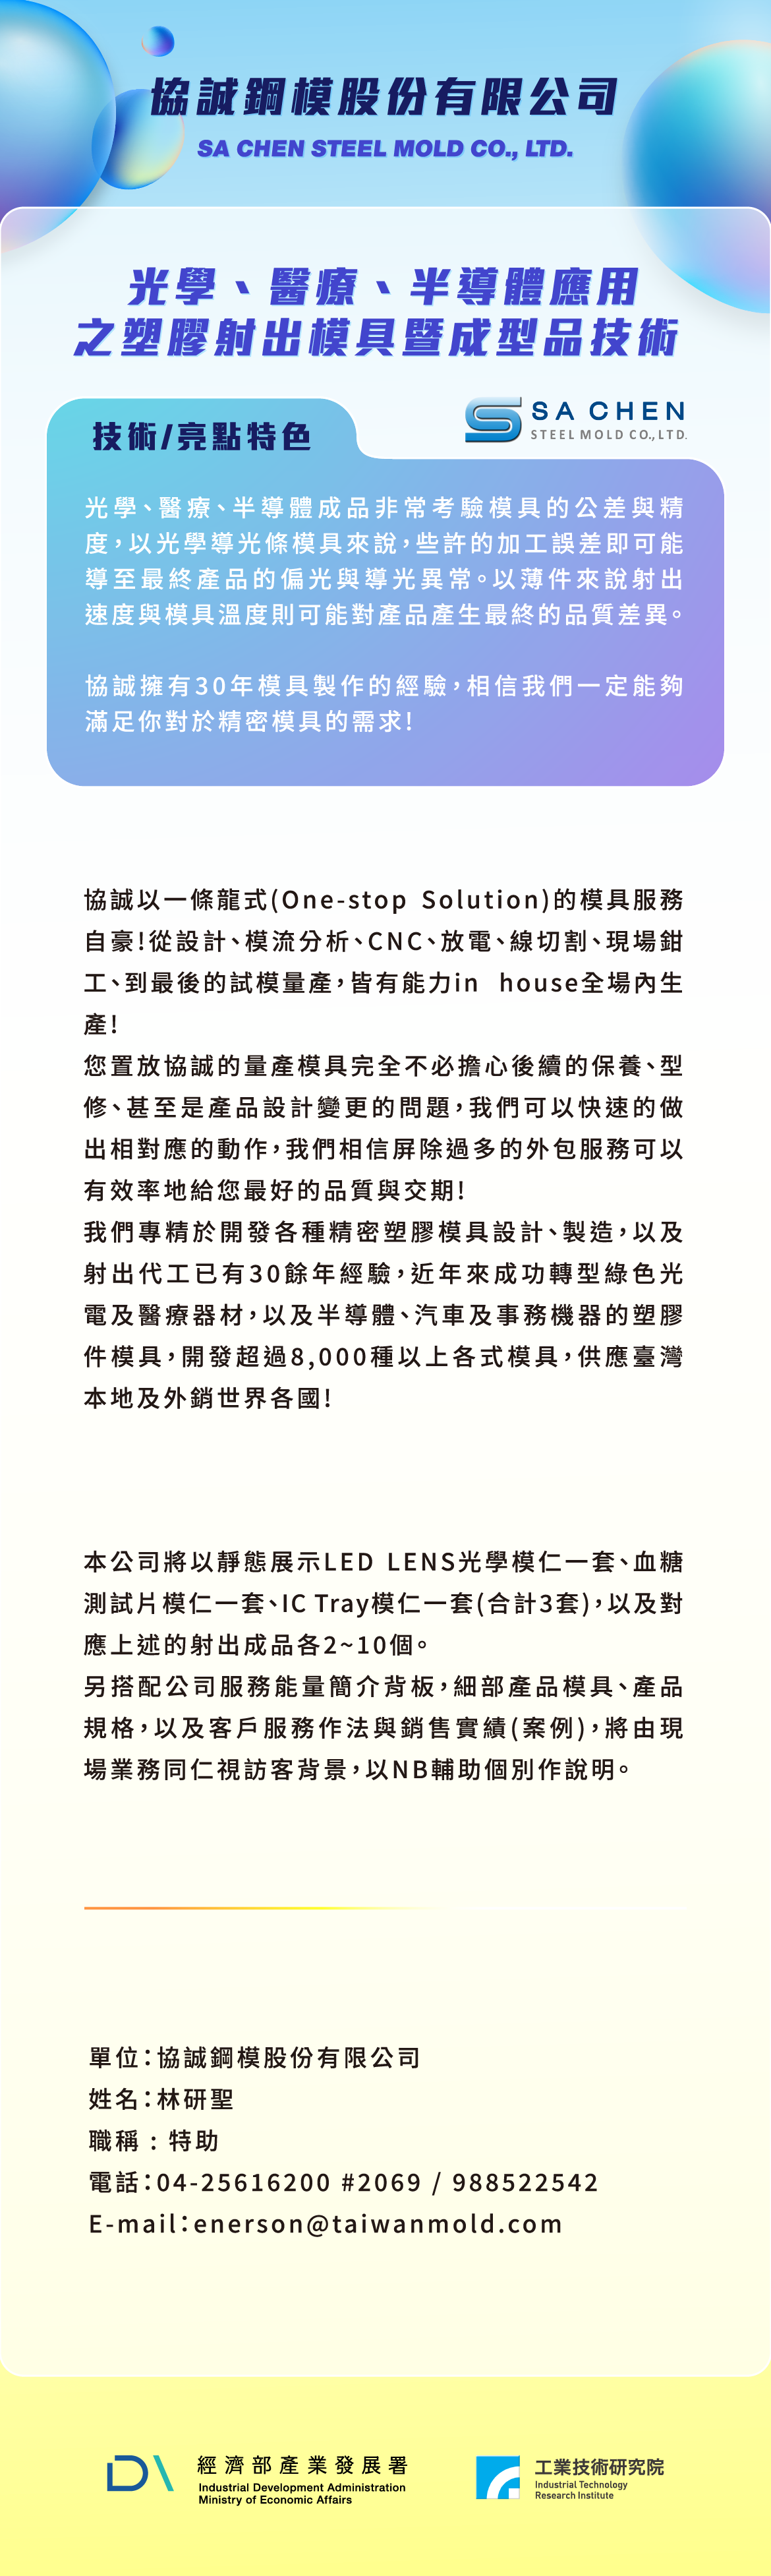 協誠鋼模股份有限公司
SA CHEN STEEL MOLD CO., LTD.
光學、醫療、半導體應用
之塑膠射出模具暨成型品技術
技術/亮點特色
SA CHEN
STEEL MOLD CO., LTD.
光學、醫療、半導體成品非常考驗模具的公差與精
度，以光學導光條模具來說，些許的加工誤差即可能
導至最終產品的偏光與導光異常。以薄件來說射出
速度與模具溫度則可能對產品產生最終的品質差異。
協誠擁有30年模具製作的經驗，相信我們一定能夠
滿足你對於精密模具的需求！
協誠以一條龍式(One-stop Solution)的模具服務
自豪！從設計、模流分析、CNC、放電、線切割、現場鉗
工、到最後的試模量產，皆有能力in house全場內生
產！
您置放協誠的量產模具完全不必擔心後續的保養、型
修、甚至是產品設計變更的問題，我們可以快速的做
出相對應的動作，我們相信屏除過多的外包服務可以
有效率地給您最好的品質與交期！
我們專精於開發各種精密塑膠模具設計、製造，以及
射出代工已有30餘年經驗，近年來成功轉型綠色光
電及醫療器材，以及半導體、汽車及事務機器的塑膠
件模具，開發超過8,000種以上各式模具，供應臺灣
本地及外銷世界各國！
本公司將以靜態展示LED LENS光學模仁一套、血糖
測試片模仁一套、IC Tray模仁一套(合計3套)，以及對
應上述的射出成品各2~10個。
另搭配公司服務能量簡介背板，細部產品模具、產品
規格，以及客戶服務作法與銷售實績(案例)，將由現
場業務同仁視訪客背景，以NB輔助個別作說明。
單位：協誠鋼模股份有限公司
姓名：林研聖
職稱：特助
電話：04-25616200 #2069 / 988522542
E-mail：enerson@taiwanmold.com
經濟部產業發展署
Industrial Development Administration
Ministry of Economic Affairs
工業技術研究院
Industrial Technology
Research Institute